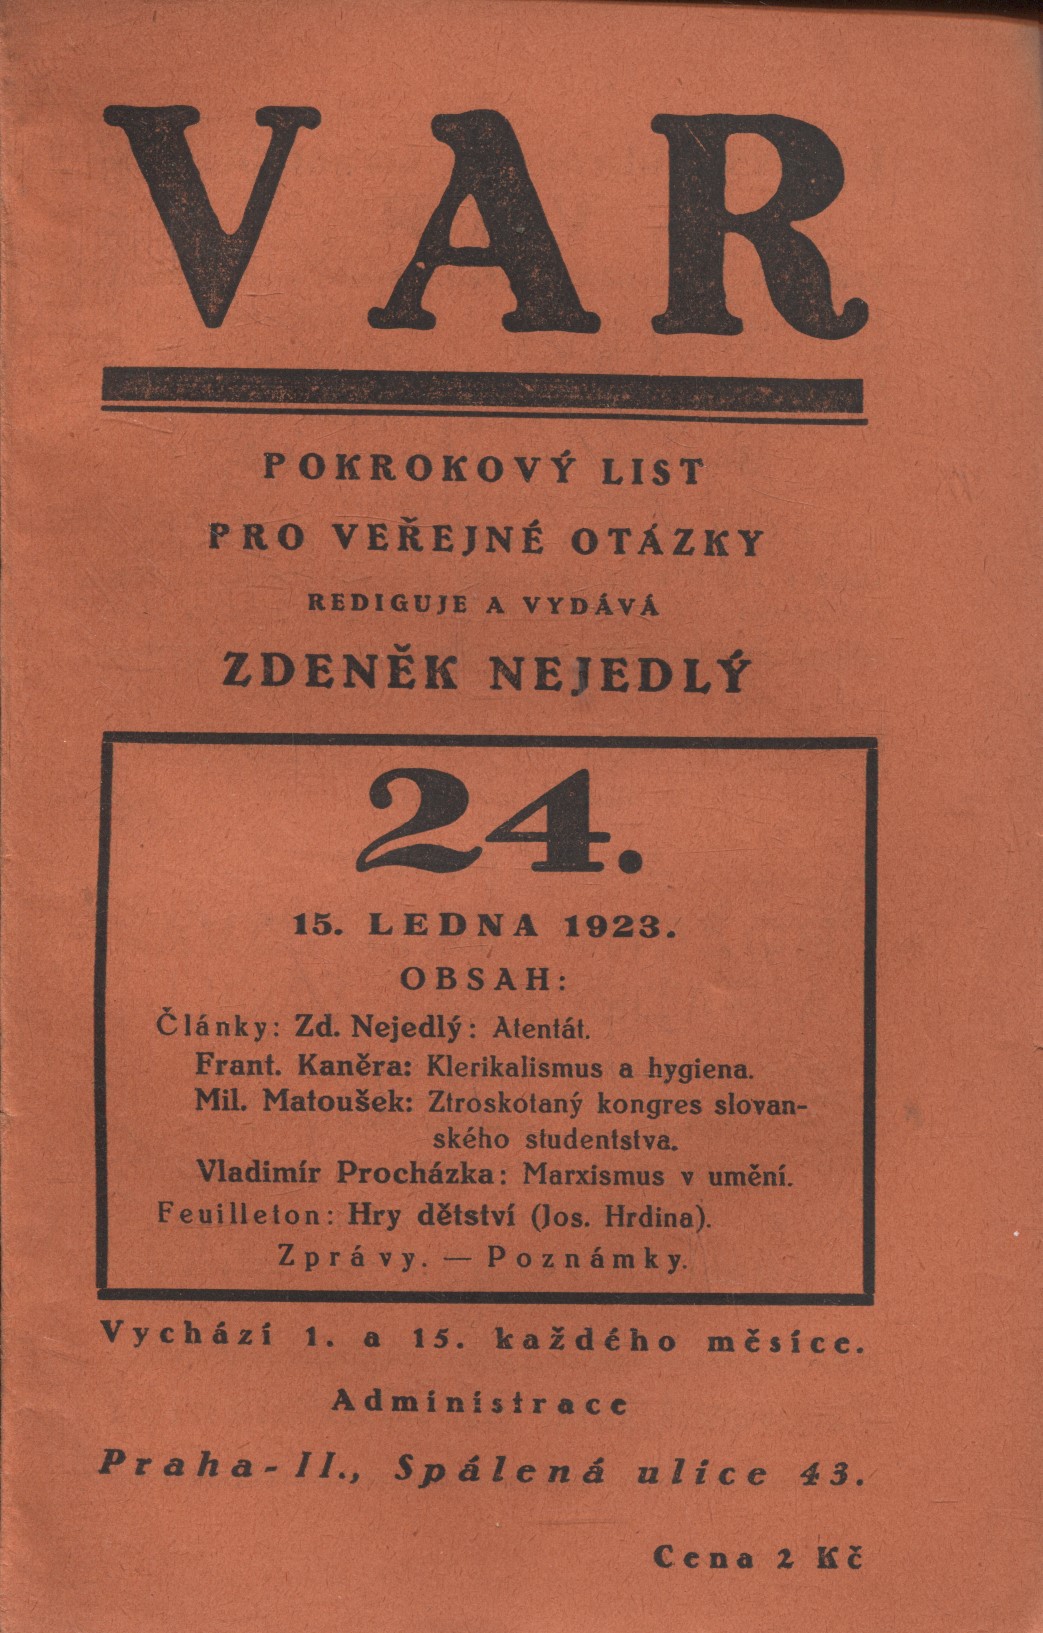 VAR
POKROKOVÝ LIST
PRO VEŘEJNÉ OTÁZKY
REDIGUJE A VYDÁVÁ
ZDENĚK NEJEDLÝ
24.
15. LEDNA 1923.
OBSAH:
Články: Zd. Nejedlý: Atentát.
Frant. Kaněra: Klerikalismus a hygiena.
Mil. Matoušek: Ztroskotaný kongres slovan-
ského studentstva.
Vladimír Procházka: Marxismus v umění.
Feuilleton: Hry dětství (Jos. Hrdina).
Zprávy. — Poznámky.
Vychází 1. a 15. každého měsíce.
Administrace
Praha-II., Spálená ulice 43.
Cena 2 Kč